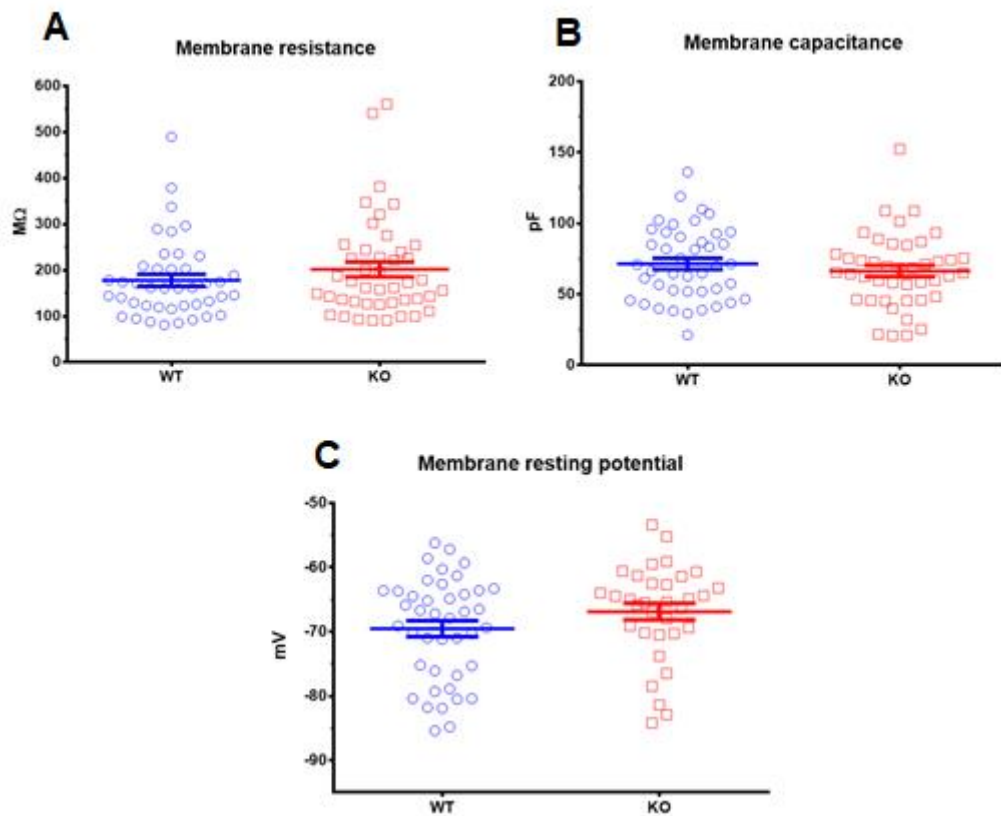 A
Membrane resistance
600
500
400
300
200
100
0
MΩ
WT KO
B
Membrane capacitance
200
150
100
50
0
pF
WT KO
C
Membrane resting potential
-50
-60
-70
-80
-90
mV
WT KO